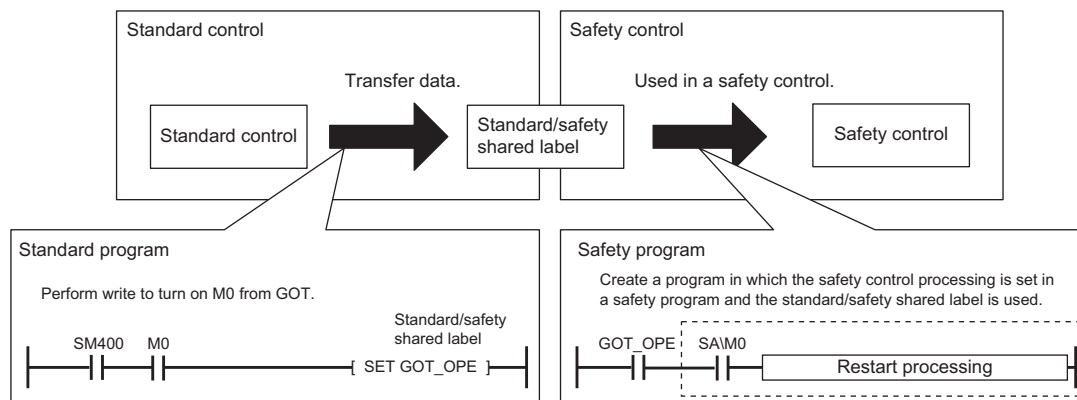 Standard control
Safety control
Transfer data.
Used in a safety control.
Standard control
Standard/safety
shared label
Safety control
Standard program
Perform write to turn on M0 from GOT.
Standard/safety
shared label
SM400 M0
SET GOT_OPE
Safety program
Create a program in which the safety control processing is set in
a safety program and the standard/safety shared label is used.
GOT_OPE SA\M0
Restart processing